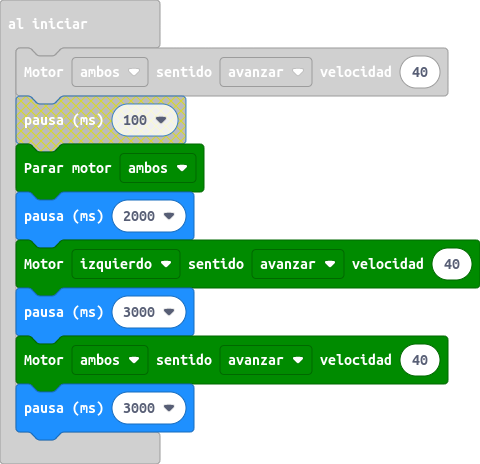 al iniciar
Motor ambos sentido avanzar velocidad 40
pausa (ms) 100
Parar motor ambos
pausa (ms) 2000
Motor izquierdo sentido avanzar velocidad 40
pausa (ms) 3000
Motor ambos sentido avanzar velocidad 40
pausa (ms) 3000